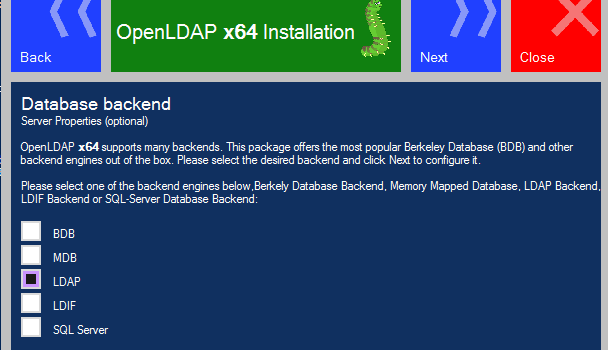 Back
OpenLDAP x64 Installation
Next
Close
Database backend
Server Properties (optional)
OpenLDAP x64 supports many backends. This package offers the most popular Berkeley Database (BDB) and other
backend engines out of the box. Please select the desired backend and click Next to configure it.
Please select one of the backend engines below,Berkely Database Backend, Memory Mapped Database, LDAP Backend,
LDIF Backend or SQL-Server Database Backend:
BDB
MDB
LDAP
LDIF
SQL Server